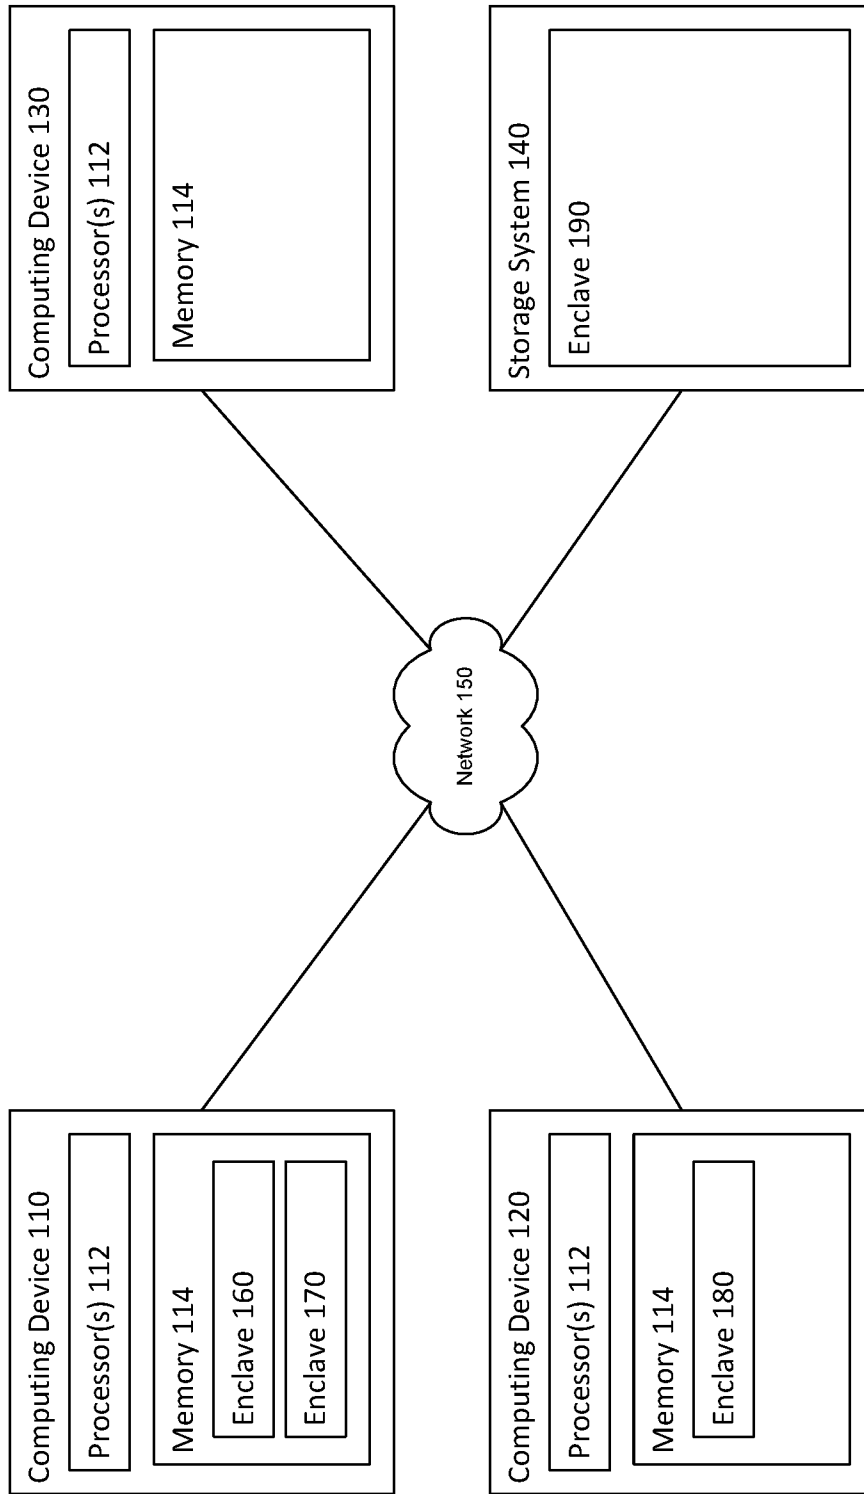 Computing Device 110
Processor(s) 112
Memory 114
Enclave 160
Enclave 170
Computing Device 130
Processor(s) 112
Memory 114
Network 150
Computing Device 120
Processor(s) 112
Memory 114
Enclave 180
Storage System 140
Enclave 190